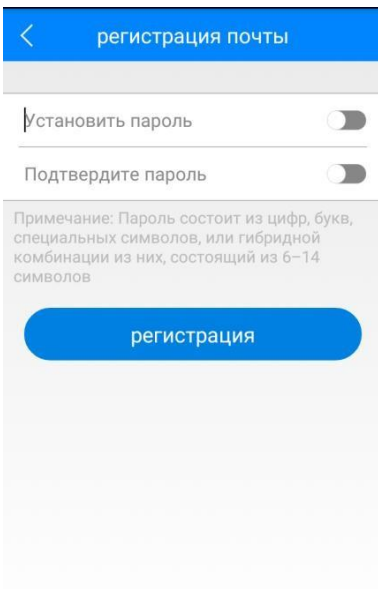 регистрация почты
Установить пароль
Подтвердите пароль
Примечание: Пароль состоит из цифр, букв,
специальных символов, или гибридной
комбинации из них, состоящий из 6–14
символов
регистрация